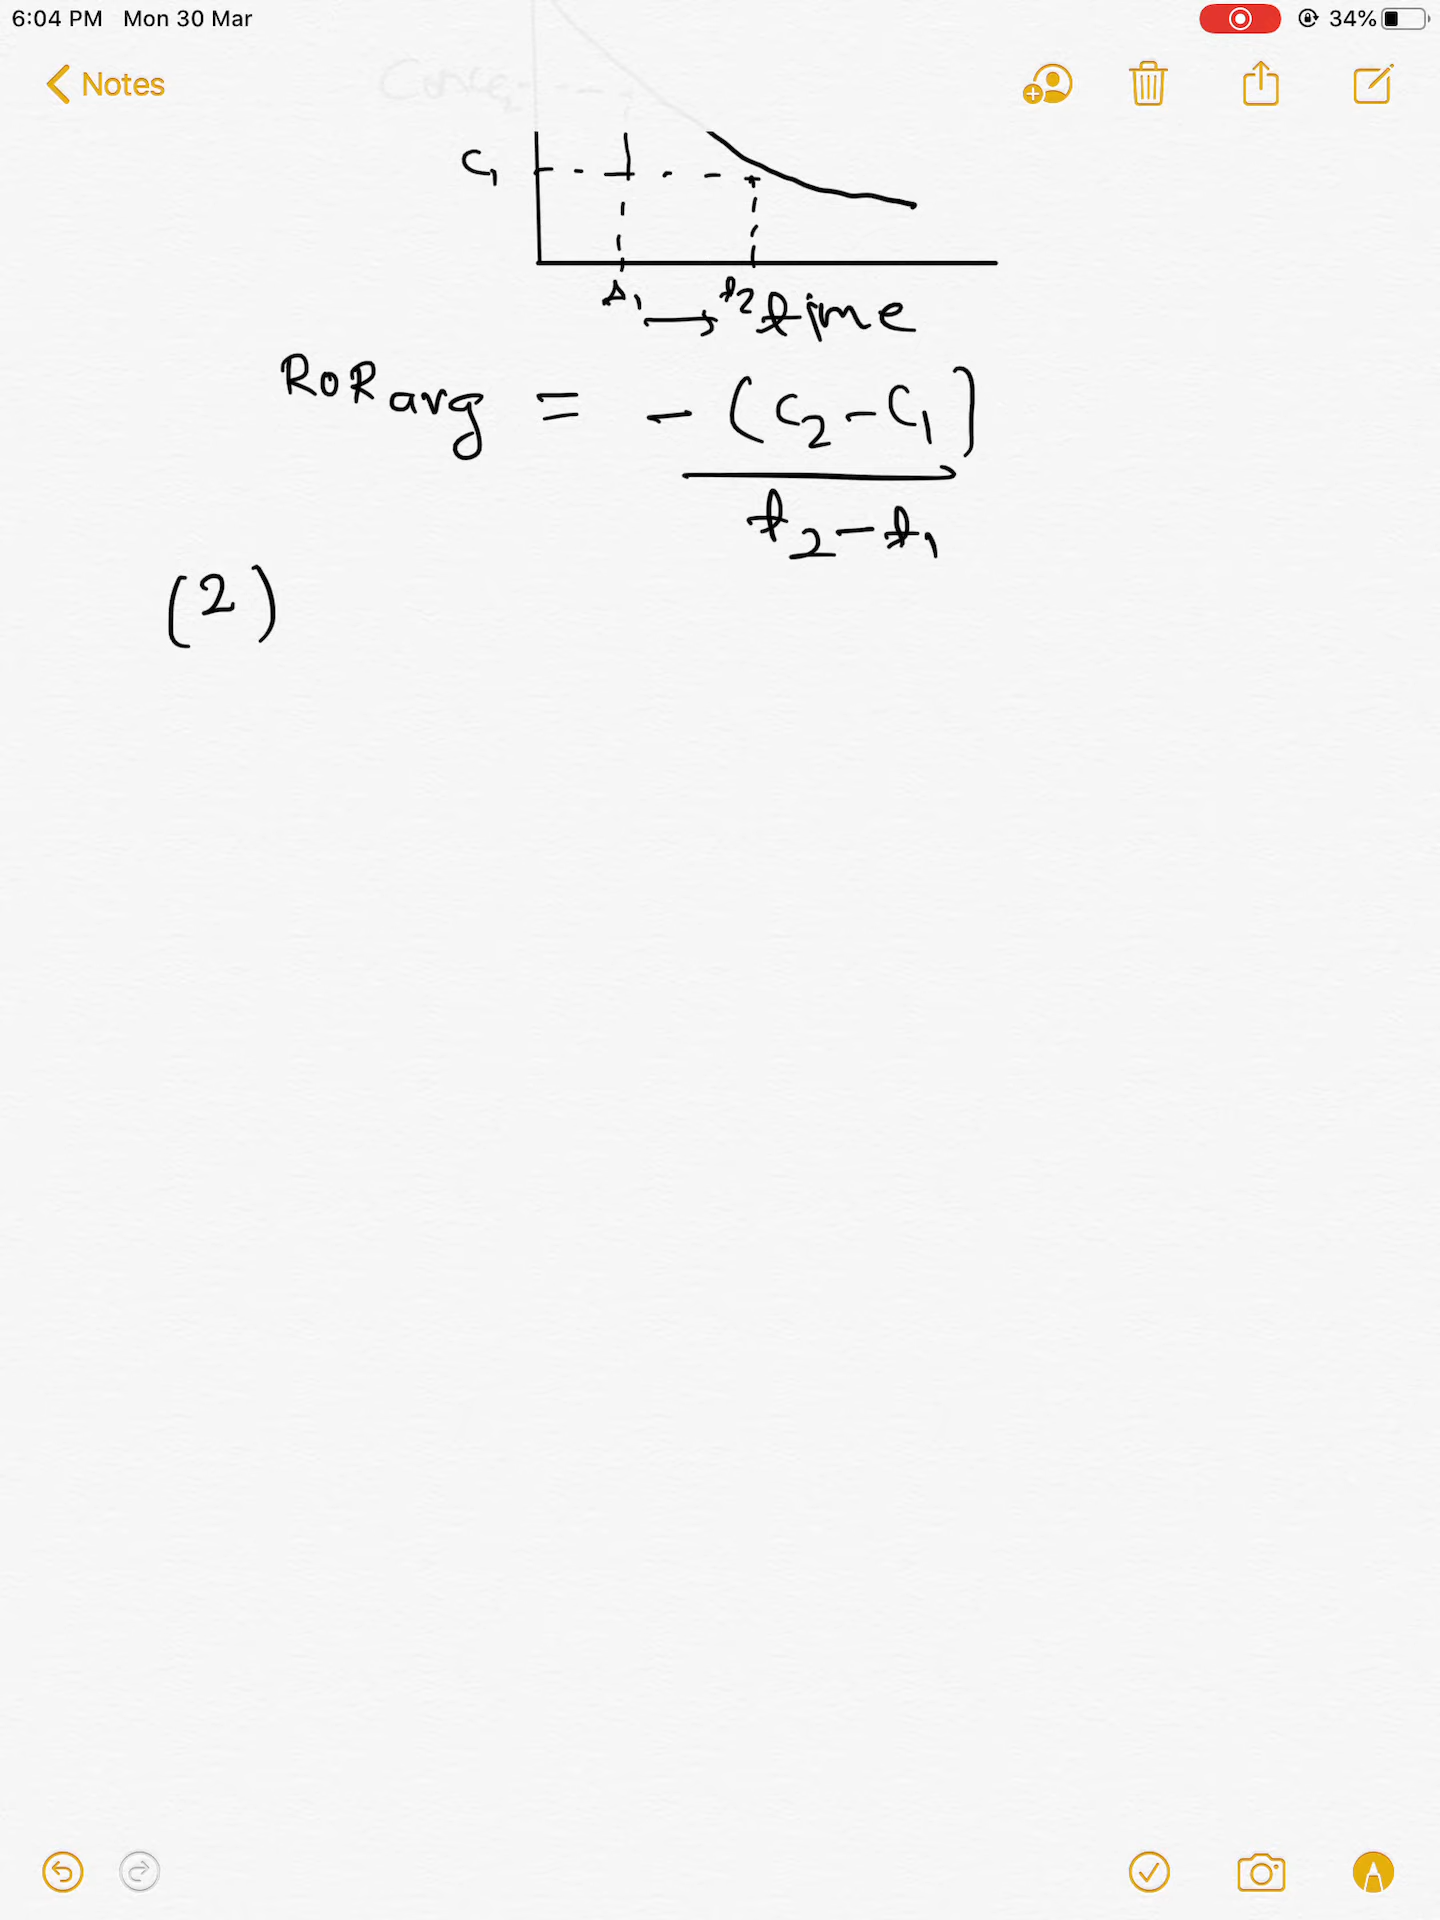 6:04 PM Mon 30 Mar 34%
Notes
Conc
C₁
t₁ t₂ time
RoR avg = - (C₂-C₁)
t₂-t₁
(2)